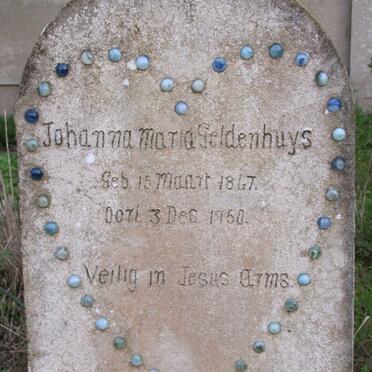 Johanna Maria Geldenhuys
Geb. 15 Maart 1867.
Oorl. 3 Des. 1950.
Veilig in Jesus arms